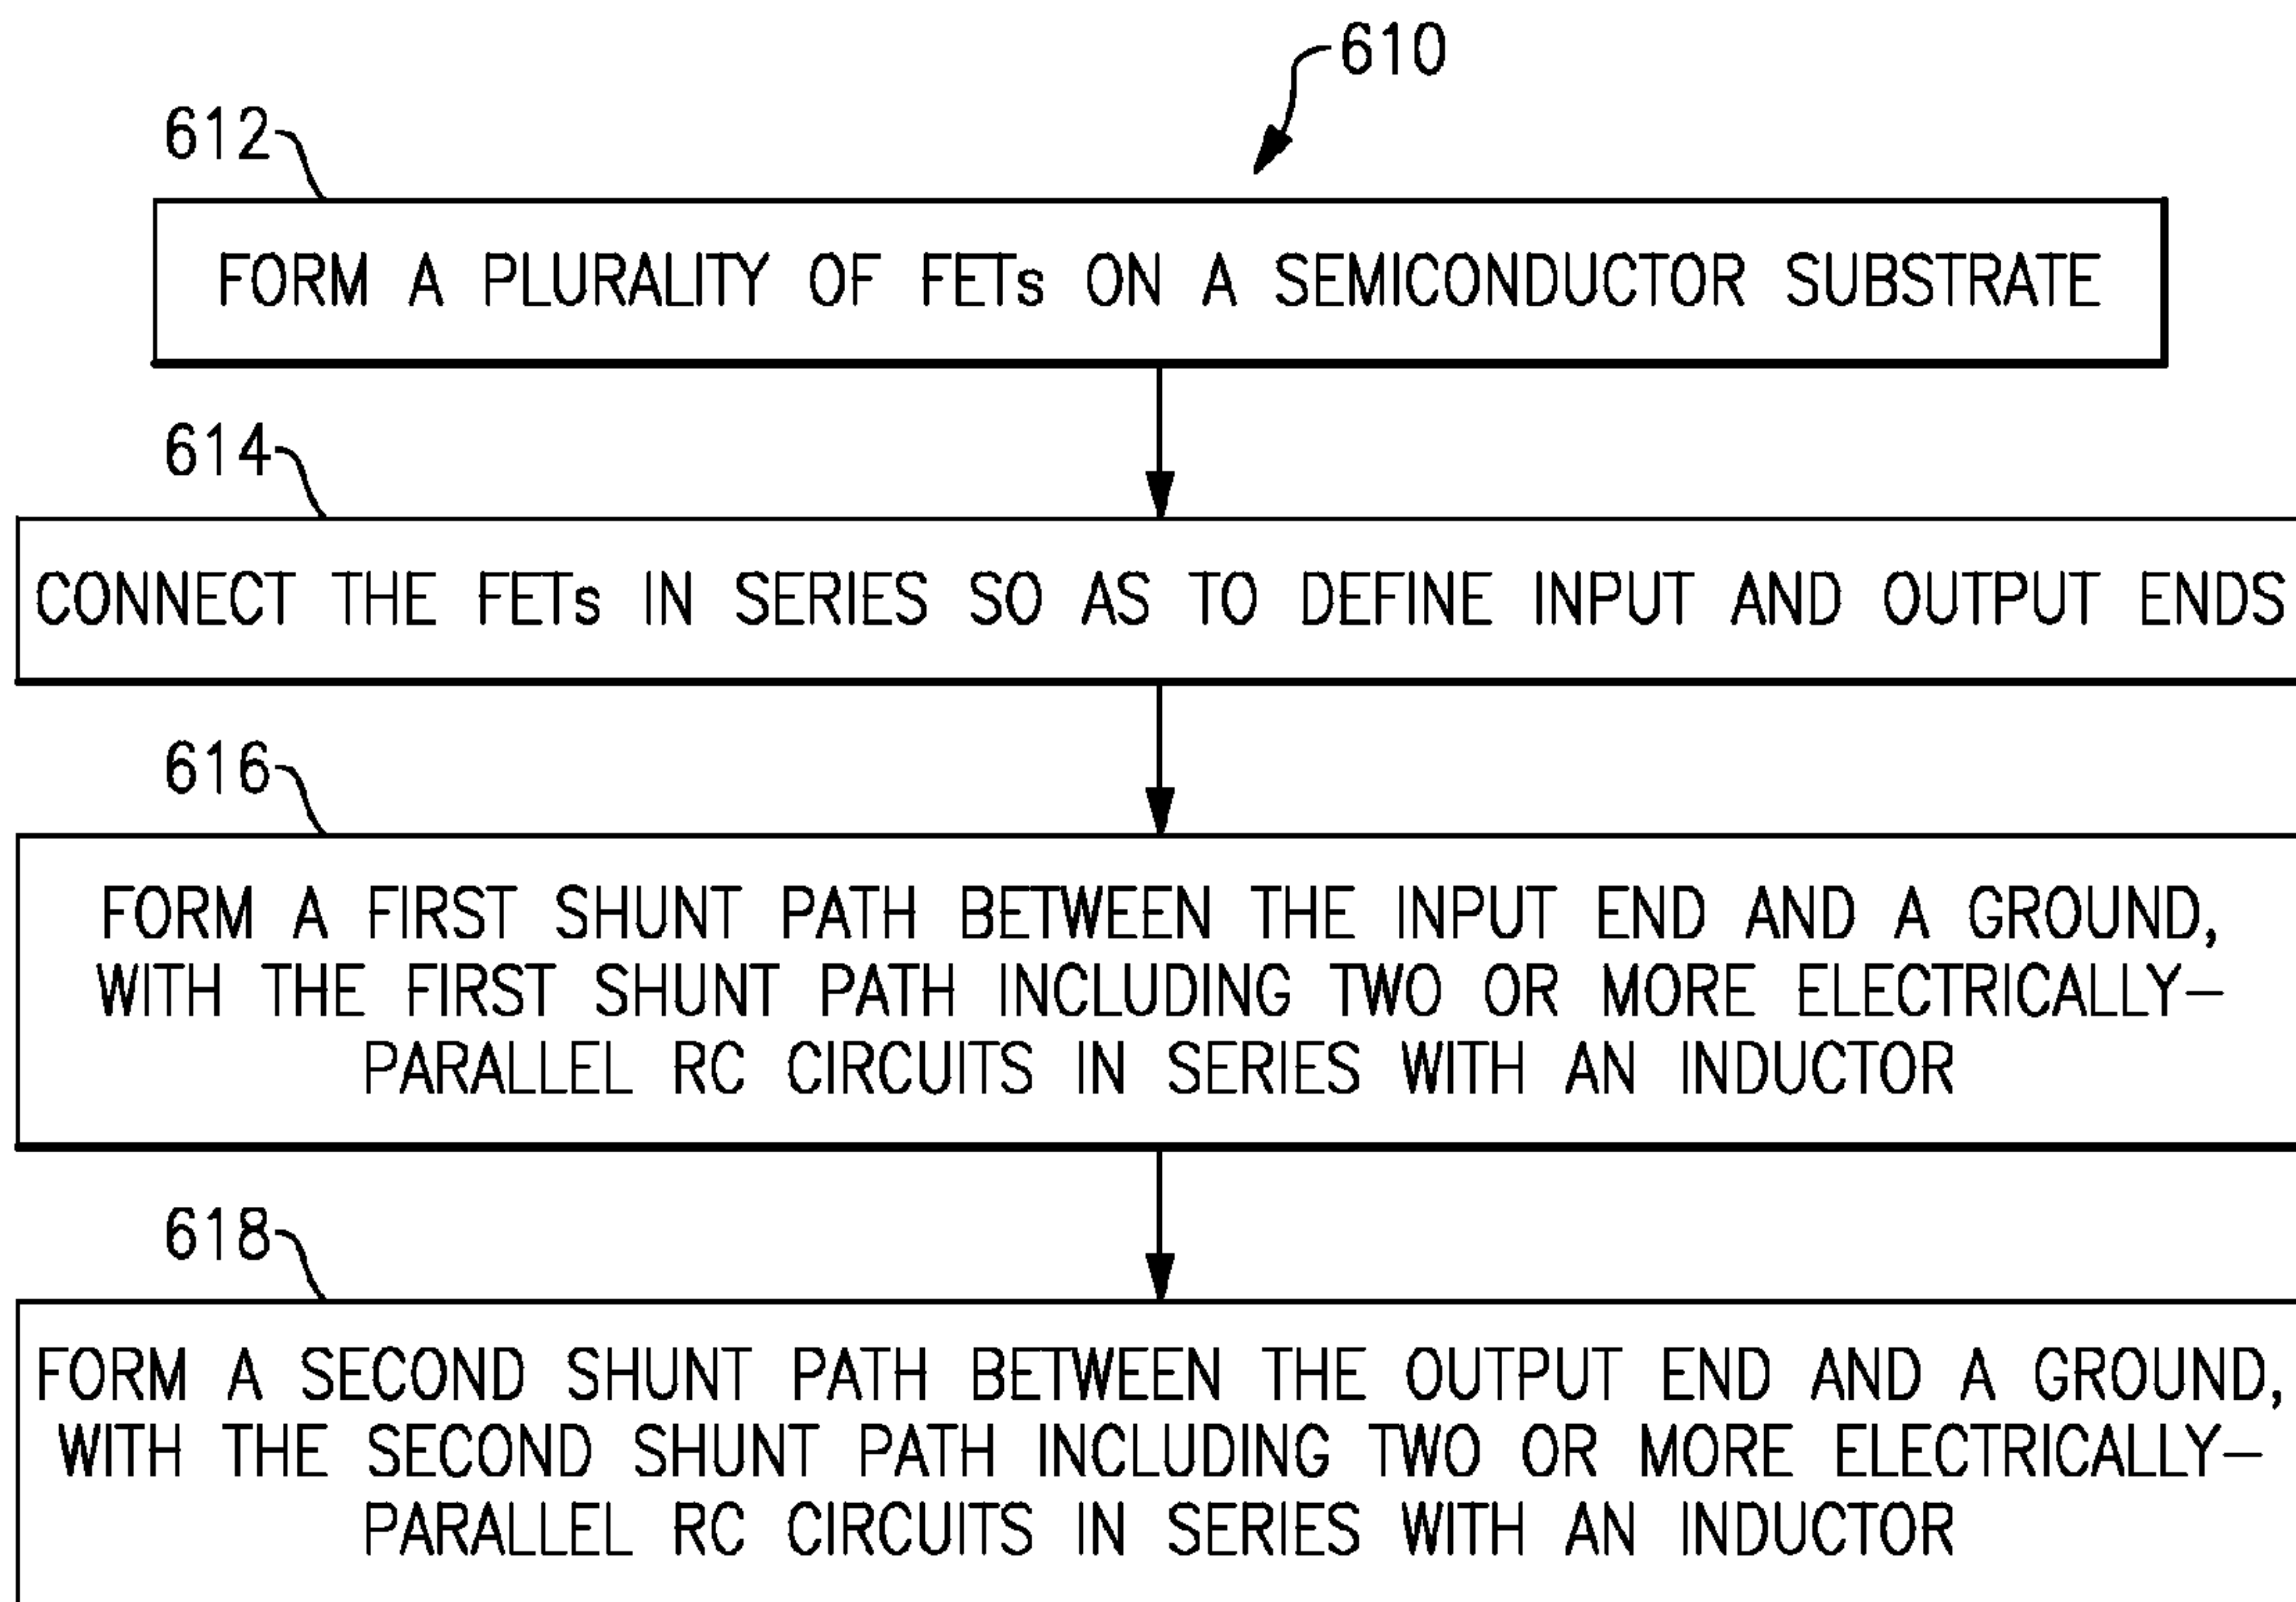 610
612
FORM A PLURALITY OF FETs ON A SEMICONDUCTOR SUBSTRATE
614
CONNECT THE FETs IN SERIES SO AS TO DEFINE INPUT AND OUTPUT ENDS
616
FORM A FIRST SHUNT PATH BETWEEN THE INPUT END AND A GROUND,
WITH THE FIRST SHUNT PATH INCLUDING TWO OR MORE ELECTRICALLY–
PARALLEL RC CIRCUITS IN SERIES WITH AN INDUCTOR
618
FORM A SECOND SHUNT PATH BETWEEN THE OUTPUT END AND A GROUND,
WITH THE SECOND SHUNT PATH INCLUDING TWO OR MORE ELECTRICALLY–
PARALLEL RC CIRCUITS IN SERIES WITH AN INDUCTOR